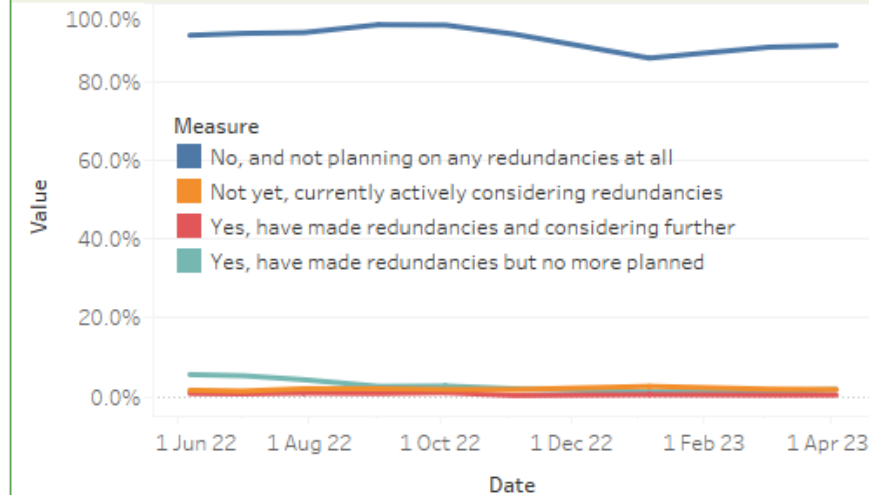 100.0%
80.0%
60.0%
40.0%
20.0%
0.0%
Value
Measure
No, and not planning on any redundancies at all
Not yet, currently actively considering redundancies
Yes, have made redundancies and considering further
Yes, have made redundancies but no more planned
1 Jun 22 1 Aug 22 1 Oct 22 1 Dec 22 1 Feb 23 1 Apr 23
Date